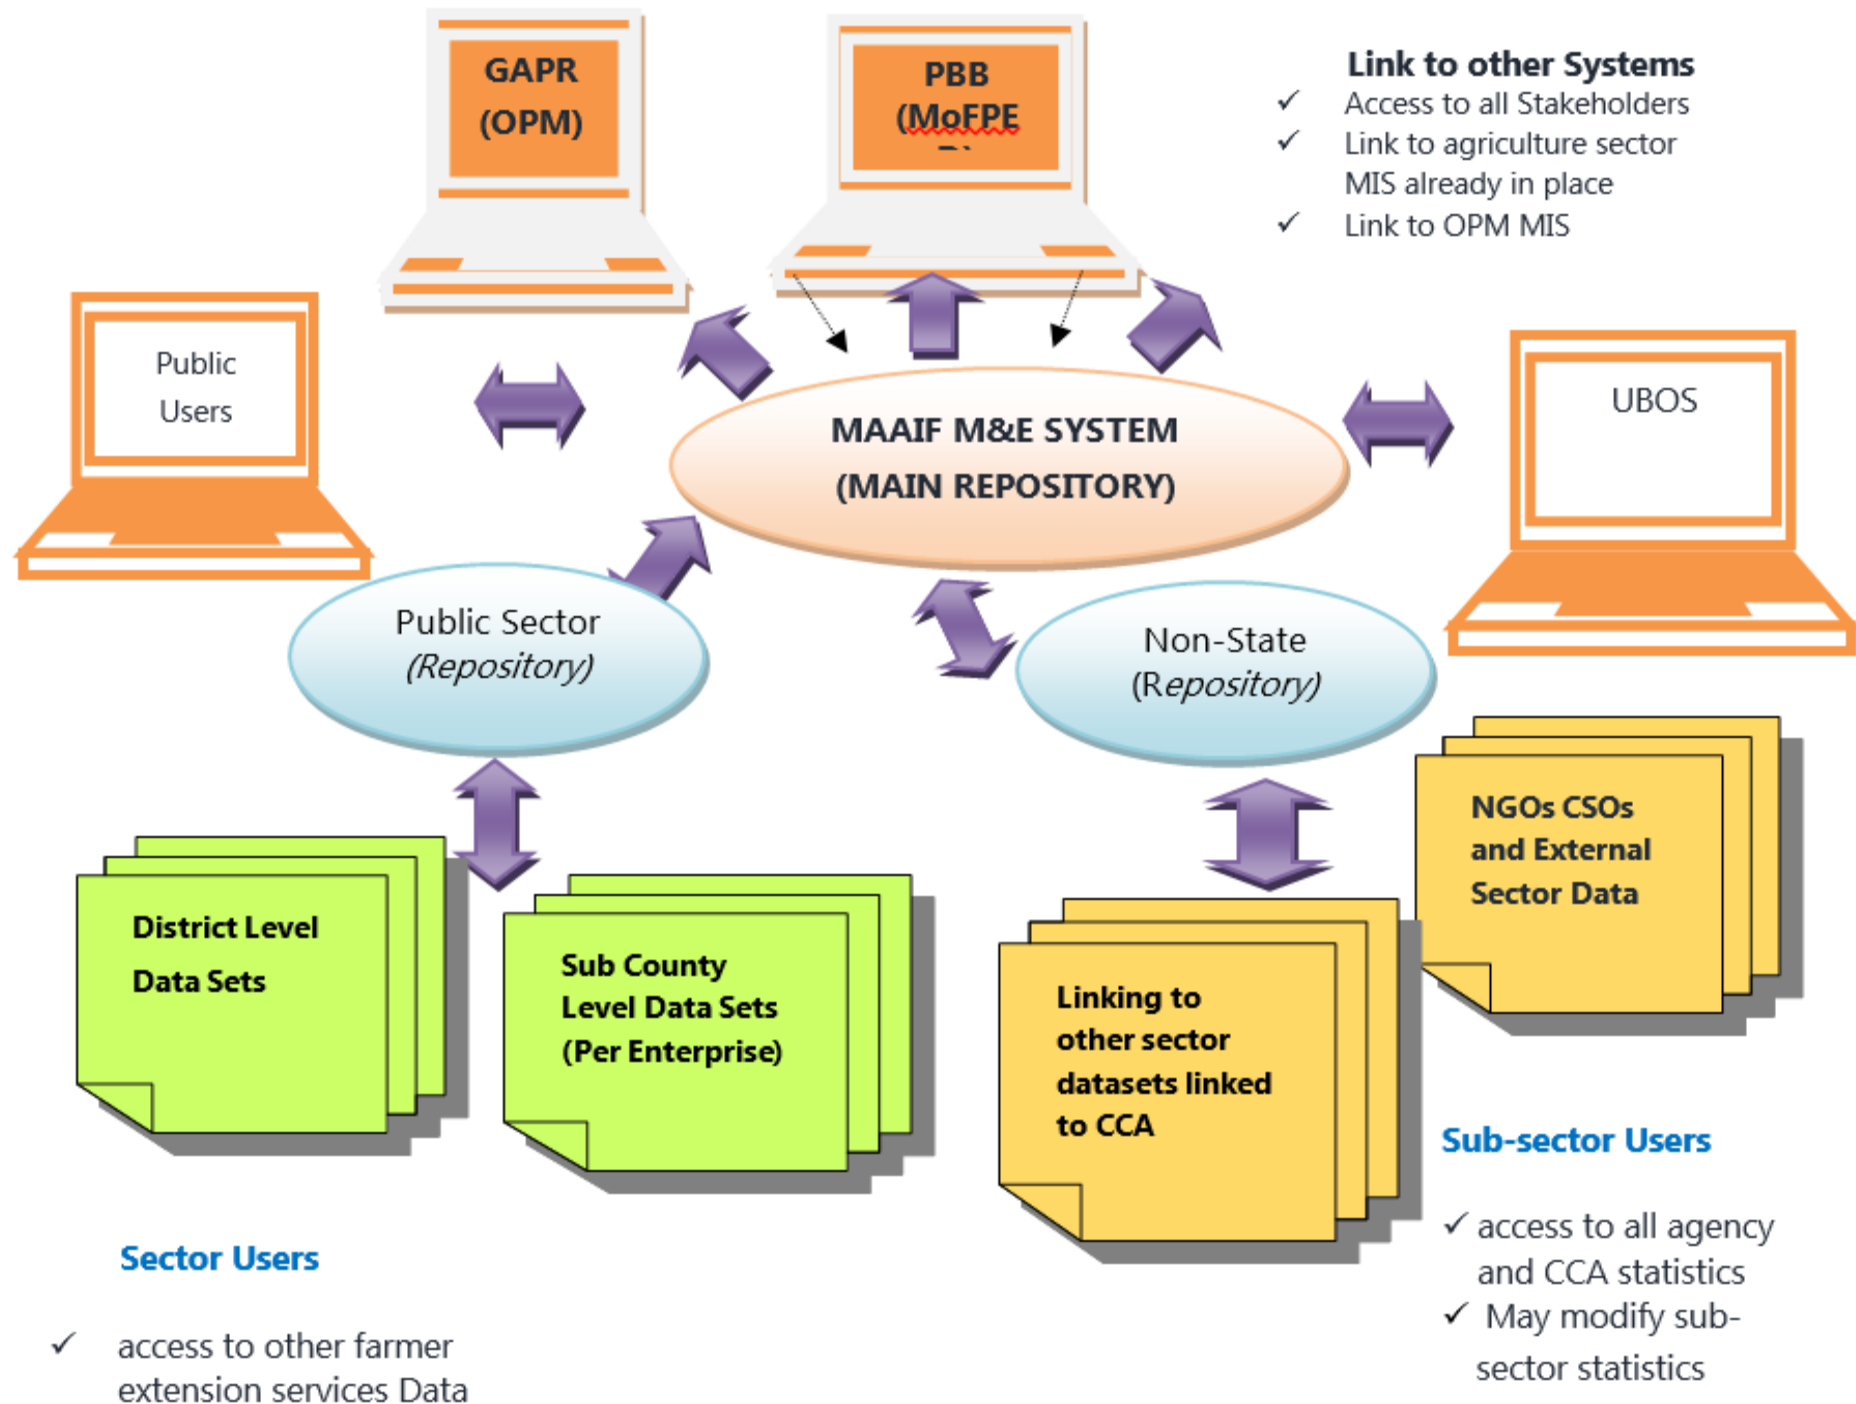 GAPR
(OPM)
PBB
(MoFPE
Link to other Systems
✓ Access to all Stakeholders
✓ Link to agriculture sector
MIS already in place
✓ Link to OPM MIS
Public
Users
UBOS
MAAIF M&E SYSTEM
(MAIN REPOSITORY)
Public Sector
(Repository)
Non-State
(Repository)
District Level
Data Sets
Sub County
Level Data Sets
(Per Enterprise)
Linking to
other sector
datasets linked
to CCA
NGOs CSOs
and External
Sector Data
Sector Users
✓ access to other farmer
extension services Data
Sub-sector Users
✓ access to all agency
and CCA statistics
✓ May modify sub-
sector statistics